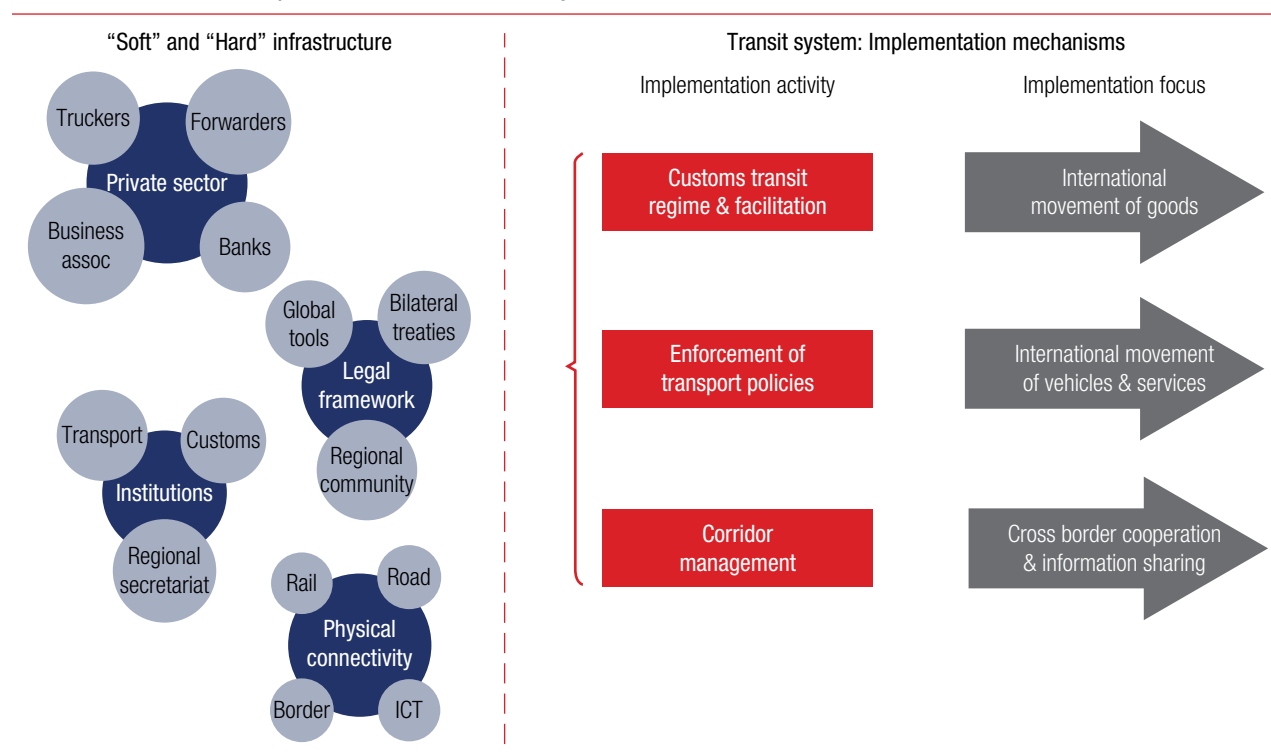 “Soft” and “Hard” infrastructure
Truckers
Forwarders
Private sector
Business
assoc
Banks
Global
tools
Bilateral
treaties
Legal
framework
Regional
community
Transport
Customs
Institutions
Regional
secretariat
Rail
Road
Physical
connectivity
Border
ICT
Transit system: Implementation mechanisms
Implementation activity
Implementation focus
Customs transit
regime & facilitation
International
movement of goods
Enforcement of
transport policies
International movement
of vehicles & services
Corridor
management
Cross border cooperation
& information sharing